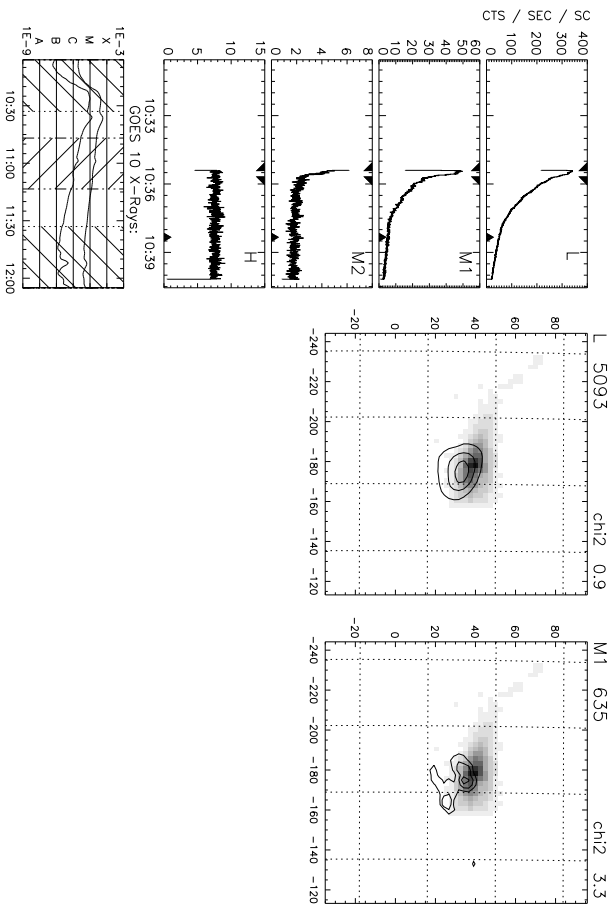 CTS / SEC / SC
0 100 200 300 400
L
0 10 20 30 40 50 60
M1
0 2 4 6 8
M2
0 5 10 15
H
10:33 10:36 10:39
GOES 10 X-Rays:
1E-3
X
M
C
B
A
1E-9
10:30 11:00 11:30 12:00
L 5093 chi2 0.9
80
60
40
20
0
-20
-240 -220 -200 -180 -160 -140 -120
M1 635 chi2 3.3
80
60
40
20
0
-20
-240 -220 -200 -180 -160 -140 -120